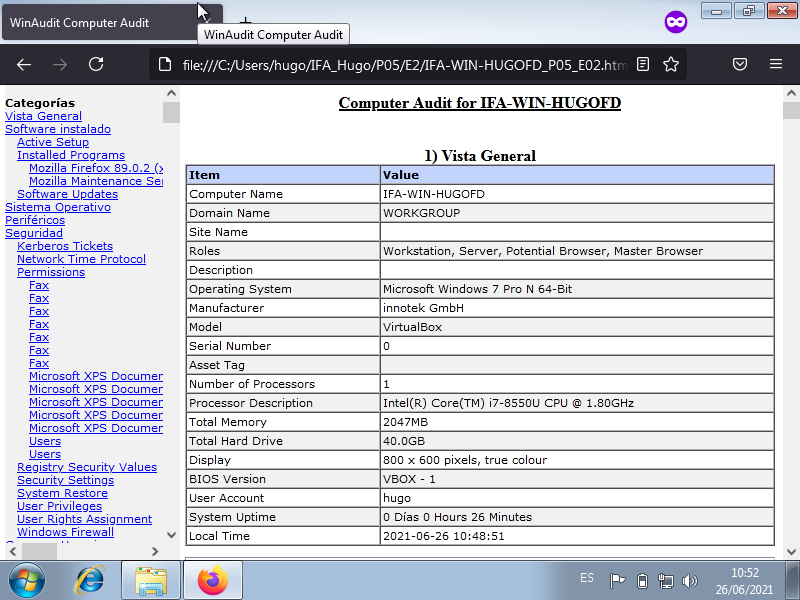 WinAudit Computer Audit
WinAudit Computer Audit
file:///C:/Users/hugo/IFA_Hugo/P05/E2/IFA-WIN-HUGOFD_P05_E02.htm
Categorías
Vista General
Software instalado
Active Setup
Installed Programs
Mozilla Firefox 89.0.2 (x
Mozilla Maintenance Ser
Software Updates
Sistema Operativo
Periféricos
Seguridad
Kerberos Tickets
Network Time Protocol
Permissions
Fax
Fax
Fax
Fax
Fax
Fax
Fax
Microsoft XPS Documen
Microsoft XPS Documen
Microsoft XPS Documen
Microsoft XPS Documen
Microsoft XPS Documen
Users
Users
Registry Security Values
Security Settings
System Restore
User Privileges
User Rights Assignment
Windows Firewall
Computer Audit for IFA-WIN-HUGOFD
1) Vista General
Item Value
Computer Name IFA-WIN-HUGOFD
Domain Name WORKGROUP
Site Name
Roles Workstation, Server, Potential Browser, Master Browser
Description
Operating System Microsoft Windows 7 Pro N 64-Bit
Manufacturer innotek GmbH
Model VirtualBox
Serial Number 0
Asset Tag
Number of Processors 1
Processor Description Intel(R) Core(TM) i7-8550U CPU @ 1.80GHz
Total Memory 2047MB
Total Hard Drive 40.0GB
Display 800 x 600 pixels, true colour
BIOS Version VBOX - 1
User Account hugo
System Uptime 0 Días 0 Hours 26 Minutes
Local Time 2021-06-26 10:48:51
ES
10:52
26/06/2021